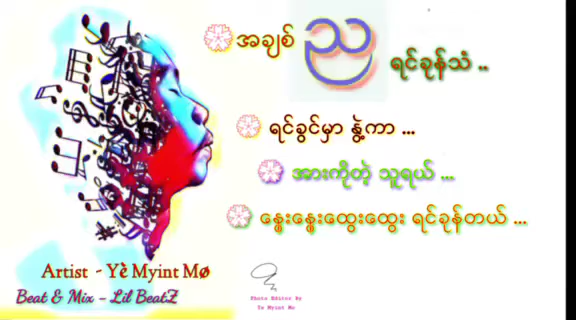 အချစ် ည ရင်ခုန်သံ ..
ရင်ခွင်မှာ နွဲ့ကာ ...
အားကိုတဲ့ သူရယ် ...
နွေးနွေးထွေးထွေး ရင်ခုန်တယ် ...
Artist - Yè Myint Mø
Beat & Mix - Lil BeatZ
Photo Editor By
Ye Myint Mo